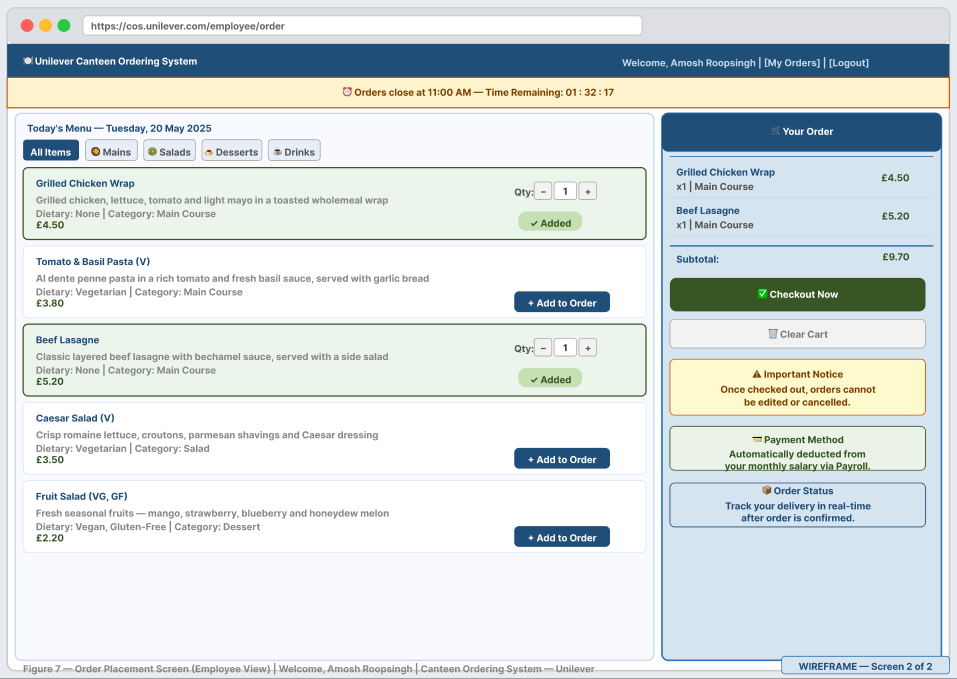 https://cos.unilever.com/employee/order
🍽️ Unilever Canteen Ordering System
Welcome, Amosh Roopsingh | [My Orders] | [Logout]
⏰ Orders close at 11:00 AM — Time Remaining: 01 : 32 : 17
Today's Menu — Tuesday, 20 May 2025
All Items
🥘 Mains
🥗 Salads
🍮 Desserts
☕ Drinks
Grilled Chicken Wrap
Grilled chicken, lettuce, tomato and light mayo in a toasted wholemeal wrap
Dietary: None | Category: Main Course
£4.50
Qty: − 1 +
✓ Added
Tomato & Basil Pasta (V)
Al dente penne pasta in a rich tomato and fresh basil sauce, served with garlic bread
Dietary: Vegetarian | Category: Main Course
£3.80
+ Add to Order
Beef Lasagne
Classic layered beef lasagne with bechamel sauce, served with a side salad
Dietary: None | Category: Main Course
£5.20
Qty: − 1 +
✓ Added
Caesar Salad (V)
Crisp romaine lettuce, croutons, parmesan shavings and Caesar dressing
Dietary: Vegetarian | Category: Salad
£3.50
+ Add to Order
Fruit Salad (VG, GF)
Fresh seasonal fruits — mango, strawberry, blueberry and honeydew melon
Dietary: Vegan, Gluten-Free | Category: Dessert
£2.20
+ Add to Order
🛒 Your Order
Grilled Chicken Wrap
x1 | Main Course
£4.50
Beef Lasagne
x1 | Main Course
£5.20
Subtotal:
£9.70
✅ Checkout Now
🗑️ Clear Cart
⚠ Important Notice
Once checked out, orders cannot
be edited or cancelled.
💳 Payment Method
Automatically deducted from
your monthly salary via Payroll.
📦 Order Status
Track your delivery in real-time
after order is confirmed.
Figure 7 — Order Placement Screen (Employee View) | Welcome, Amosh Roopsingh | Canteen Ordering System — Unilever
WIREFRAME — Screen 2 of 2